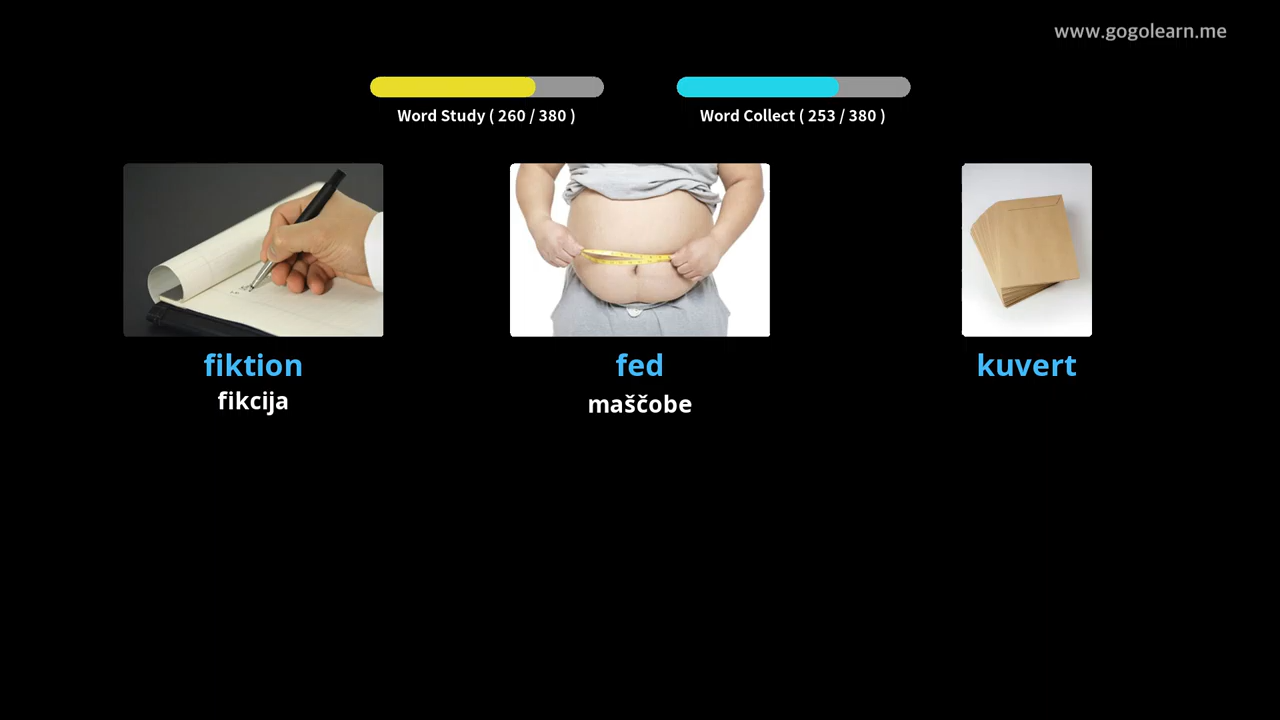 www.gogolearn.me
Word Study ( 260 / 380 )
Word Collect ( 253 / 380 )
fiktion
fikcija
fed
maščobe
kuvert